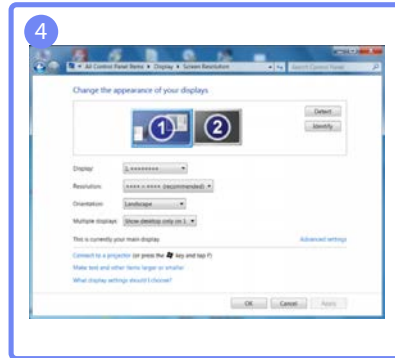 4
All Control Panel Items ▸ Display ▸ Screen Resolution
Search Control Panel
Change the appearance of your displays
1 2
Detect
Identify
Display: 1. ********
Resolution: **** × **** (recommended)
Orientation: Landscape
Multiple displays: Show desktop only on 1
This is currently your main display. Advanced settings
Connect to a projector (or press the key and tap P)
Make text and other items larger or smaller
What display settings should I choose?
OK Cancel Apply